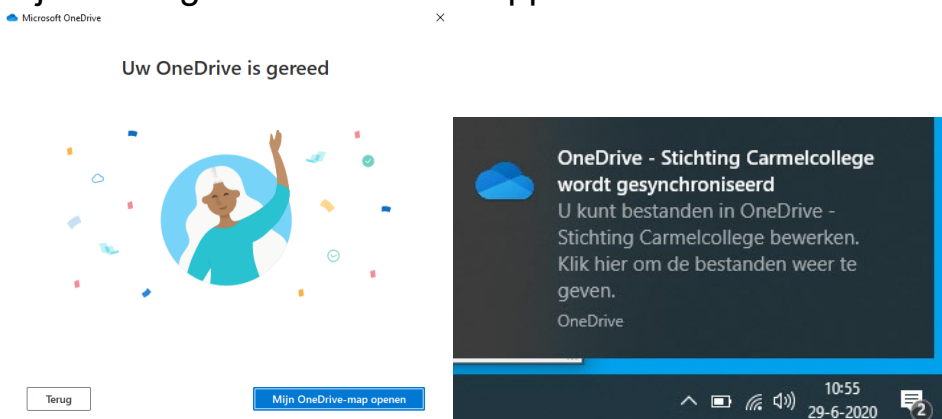 Microsoft OneDrive
Uw OneDrive is gereed
Terug
Mijn OneDrive-map openen
OneDrive - Stichting Carmelcollege
wordt gesynchroniseerd
U kunt bestanden in OneDrive -
Stichting Carmelcollege bewerken.
Klik hier om de bestanden weer te
geven.
OneDrive
10:55
29-6-2020
2